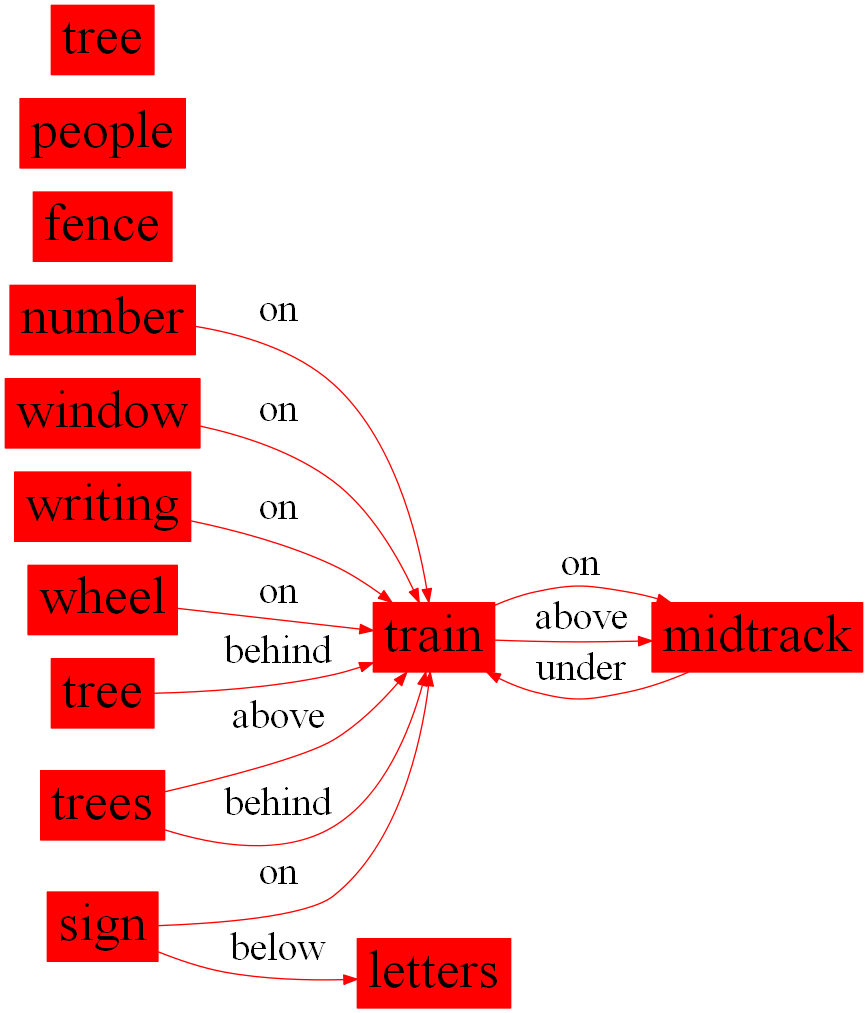 tree
people
fence
number
on
window
on
writing
on
wheel
on
tree
behind
trees
above
behind
sign
on
below
letters
train
on
above
under
midtrack